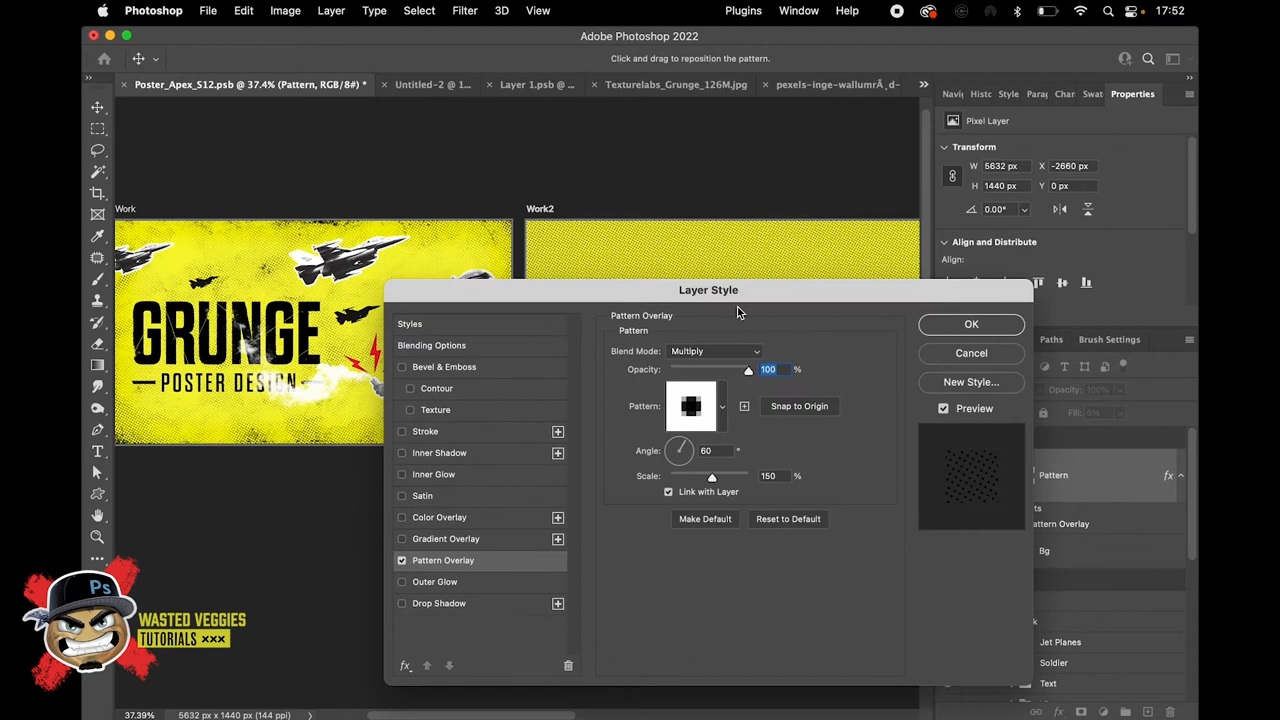 Photoshop File Edit Image Layer Type Select Filter 3D View Plugins Window Help 17:52
Adobe Photoshop 2022
Click and drag to reposition the pattern.
Poster_Apex_S12.psb @ 37.4% (Pattern, RGB/8#) * Untitled-2 @ 1... Layer 1.psb @ ... Texturelabs_Grunge_126M.jpg pexels-inge-wallumrÃ¸d-
Navi Histc Style Parag Char Swat Properties
Pixel Layer
Transform
W 5632 px X -2660 px
H 1440 px Y 0 px
0.00°
Align and Distribute
Align:
Work
Work2
GRUNGE
POSTER DESIGN
Layer Style
Styles
Blending Options
Bevel & Emboss
Contour
Texture
Stroke
Inner Shadow
Inner Glow
Satin
Color Overlay
Gradient Overlay
Pattern Overlay
Outer Glow
Drop Shadow
fx
Pattern Overlay
Pattern
Blend Mode: Multiply
Opacity: 100 %
Pattern: Snap to Origin
Angle: 60 °
Scale: 150 %
Link with Layer
Make Default Reset to Default
OK
Cancel
New Style...
Preview
Paths Brush Settings
Opacity: 100%
Fill: 0%
Pattern fx
ts
attern Overlay
Bg
k
Jet Planes
Soldier
Text
fx
Ps
WASTED VEGGIES
TUTORIALS ×××
37.39% 5632 px x 1440 px (144 ppi)